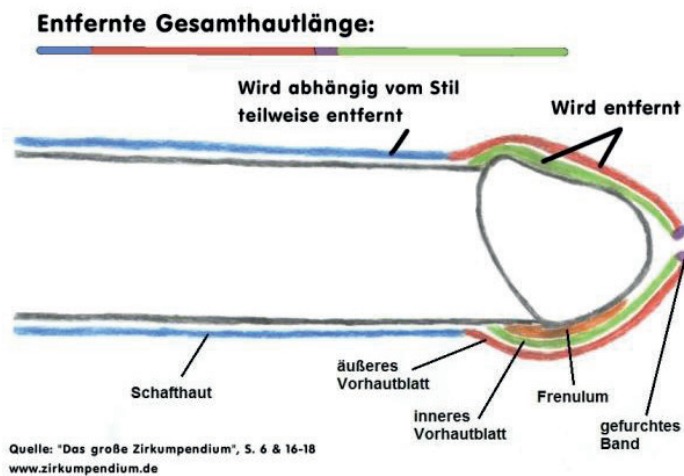 Entfernte Gesamthautlänge:
Wird abhängig vom Stil
teilweise entfernt
Wird entfernt
Schafthaut
äußeres
Vorhautblatt
inneres
Vorhautblatt
Frenulum
gefurchtes
Band
Quelle: "Das große Zirkumpendium", S. 6 & 16-18
www.zirkumpendium.de